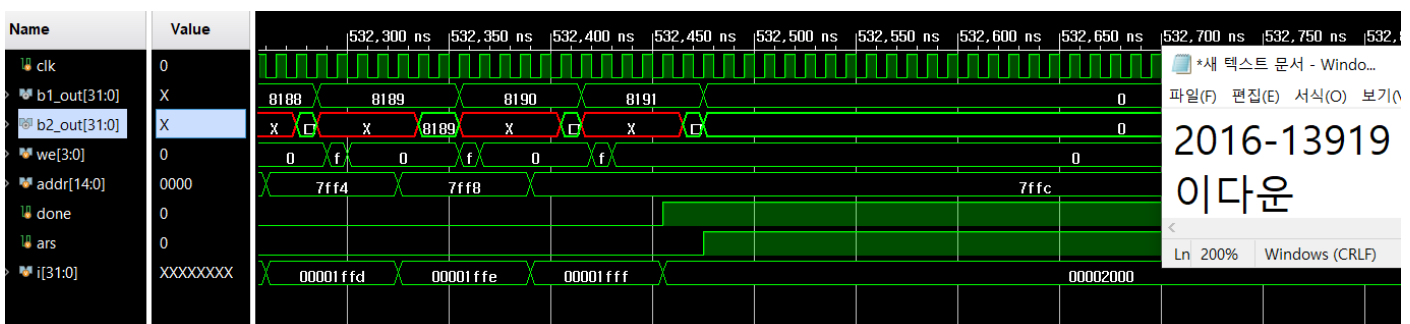 Name Value
532,300 ns 532,350 ns 532,400 ns 532,450 ns 532,500 ns 532,550 ns 532,600 ns 532,650 ns 532,700 ns 532,750 ns 532,
clk 0
b1_out[31:0] X 8188 8189 8190 8191 0
b2_out[31:0] X X X 8189 X X 0
we[3:0] 0 0 f 0 f 0 f 0
addr[14:0] 0000 7ff4 7ff8 7ffc
done 0
ars 0
i[31:0] XXXXXXXX 00001ffd 00001ffe 00001fff 00002000
*새 텍스트 문서 - Windo...
파일(F) 편집(E) 서식(O) 보기(V
2016-13919
이다운
Ln 200% Windows (CRLF)